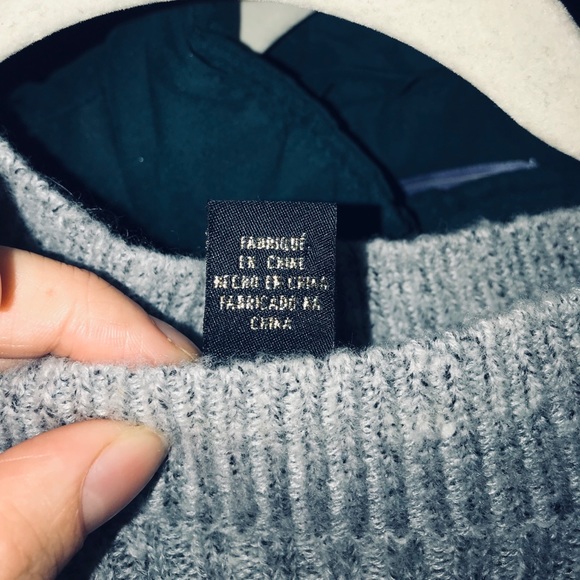 FABRIQUÉ
EN CHINE
HECHO EN CHINA
FABRICADO NA
CHINA